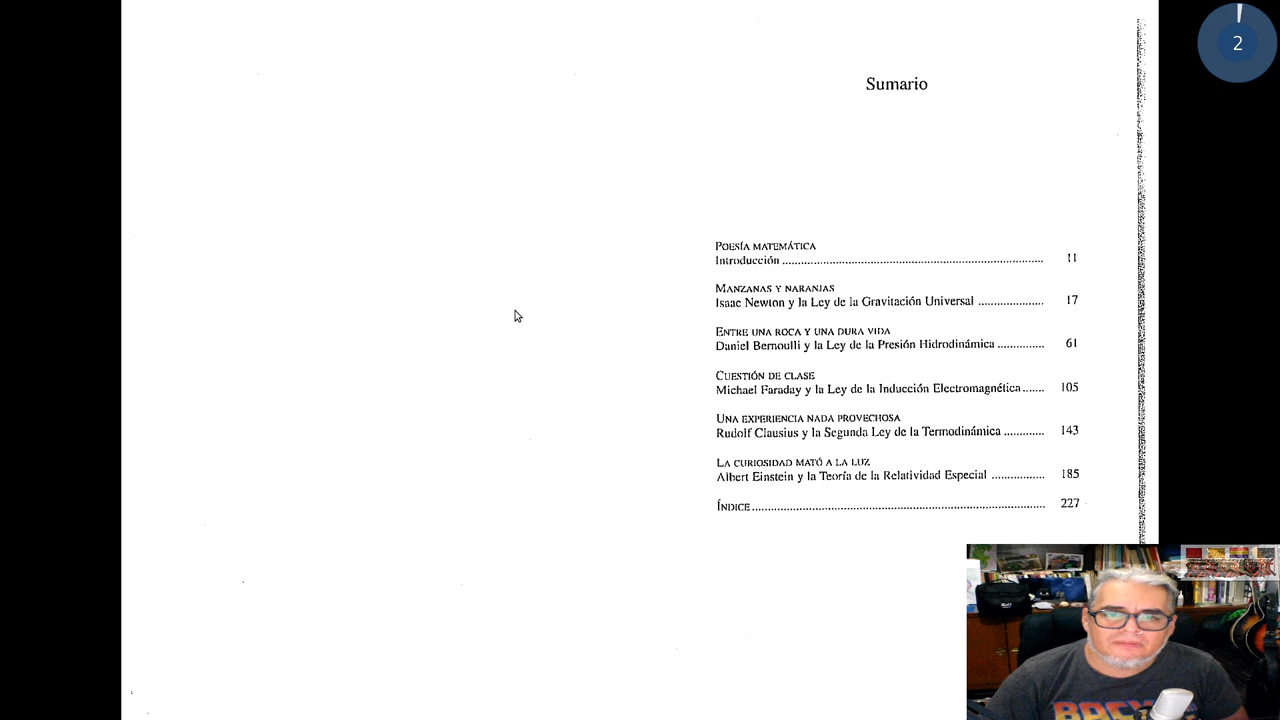 2
Sumario
POESÍA MATEMÁTICA
Introducción ........ 11
MANZANAS Y NARANJAS
Isaac Newton y la Ley de la Gravitación Universal ........ 17
ENTRE UNA ROCA Y UNA DURA VIDA
Daniel Bernoulli y la Ley de la Presión Hidrodinámica ........ 61
CUESTIÓN DE CLASE
Michael Faraday y la Ley de la Inducción Electromagnética ....... 105
UNA EXPERIENCIA NADA PROVECHOSA
Rudolf Clausius y la Segunda Ley de la Termodinámica ........ 143
LA CURIOSIDAD MATÓ A LA LUZ
Albert Einstein y la Teoría de la Relatividad Especial ........ 185
ÍNDICE ........ 227